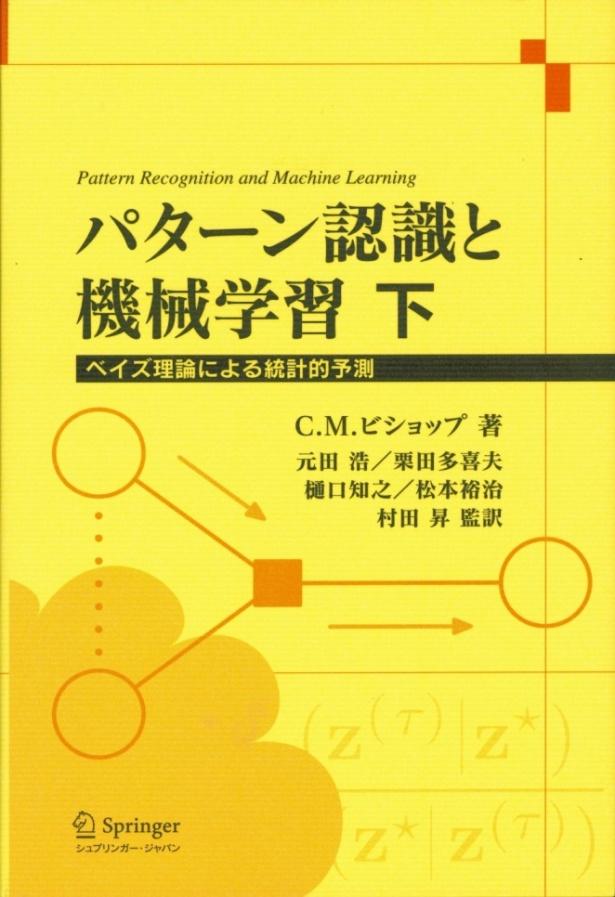 Pattern Recognition and Machine Learning
パターン認識と
機械学習 下
ベイズ理論による統計的予測
C.M.ビショップ 著
元田 浩／栗田多喜夫
樋口知之／松本裕治
村田 昇 監訳
(z(τ)|z⋆)
(z⋆|z(τ))
Springer
シュプリンガー・ジャパン